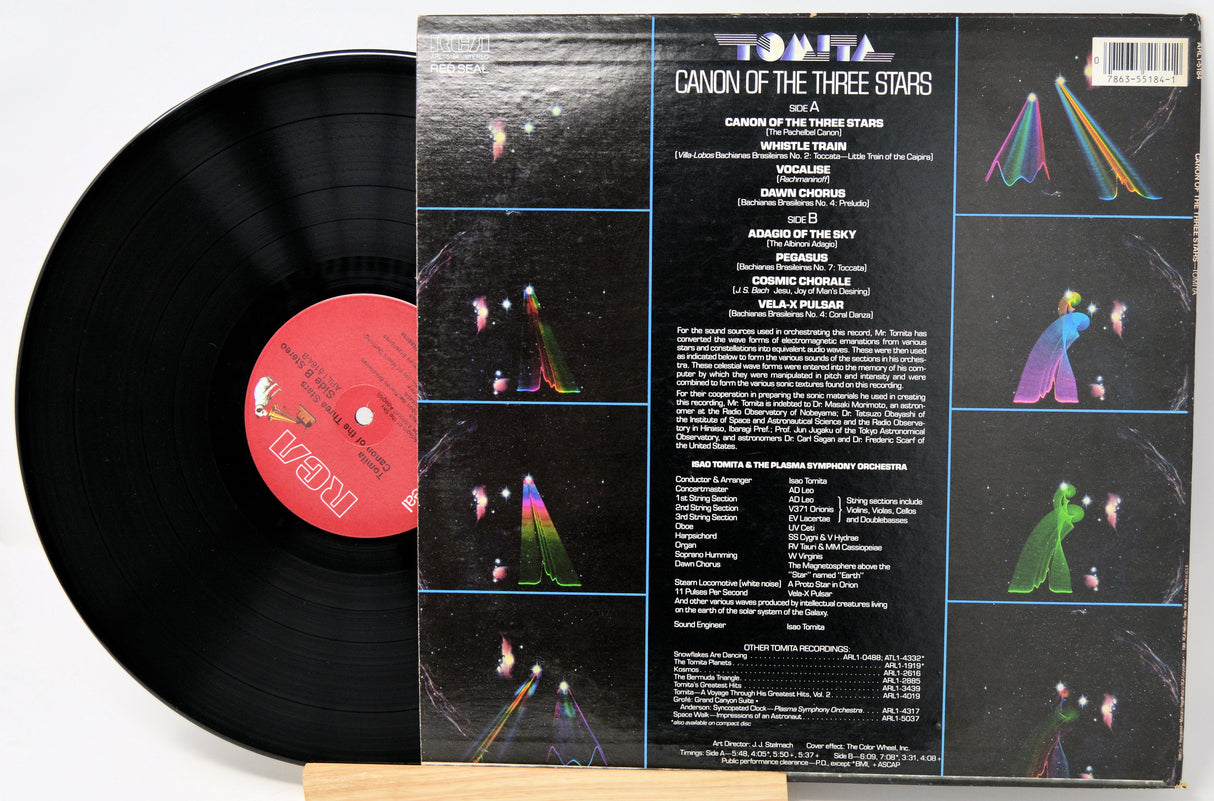 RCA
ARL1-5184 STEREO
RED SEAL
TOMITA
CANON OF THE THREE STARS
SIDE A
CANON OF THE THREE STARS
(The Pachelbel Canon)
WHISTLE TRAIN
(Villa-Lobos Bachianas Brasileiras No. 2: Toccata—Little Train of the Caipira)
VOCALISE
(Rachmaninoff)
DAWN CHORUS
(Bachianas Brasileiras No. 4: Preludio)
SIDE B
ADAGIO OF THE SKY
(The Albinoni Adagio)
PEGASUS
(Bachianas Brasileiras No. 7: Toccata)
COSMIC CHORALE
(J. S. Bach Jesu, Joy of Man's Desiring)
VELA-X PULSAR
(Bachianas Brasileiras No. 4: Coral Danza)
For the sound sources used in orchestrating this record, Mr. Tomita has
converted the wave forms of electromagnetic emanations from various
stars and constellations into equivalent audio waves. These were then used
as indicated below to form the various sounds of the sections in his orches-
tra. These celestial wave forms were entered into the memory of his com-
puter by which they were manipulated in pitch and intensity and were
combined to form the various sonic textures found on this recording.
For their cooperation in preparing the sonic materials he used in creating
this recording, Mr. Tomita is indebted to Dr. Masaki Morimoto, an astron-
omer at the Radio Observatory of Nobeyama; Dr. Tatsuzo Obayashi of
the Institute of Space and Astronautical Science and the Radio Observa-
tory in Hiraiso, Ibaragi Pref.; Prof. Jun Jugaku of the Tokyo Astronomical
Observatory, and astronomers Dr. Carl Sagan and Dr. Frederic Scarf of
the United States.
ISAO TOMITA & THE PLASMA SYMPHONY ORCHESTRA
Conductor & Arranger Isao Tomita
Concertmaster AD Leo
1st String Section AD Leo String sections include
2nd String Section V371 Orionis Violins, Violas, Cellos
3rd String Section EV Lacertae and Doublebasses
Oboe UV Ceti
Harpsichord SS Cygni & V Hydrae
Organ RV Tauri & MM Cassiopeiae
Soprano Humming W Virginis
Dawn Chorus The Magnetosphere above the
"Star" named "Earth"
Steam Locomotive (white noise) A Proto Star in Orion
11 Pulses Per Second Vela-X Pulsar
And other various waves produced by intellectual creatures living
on the earth of the solar system of the Galaxy.
Sound Engineer Isao Tomita
OTHER TOMITA RECORDINGS:
Snowflakes Are Dancing ARL1-0488; ATL1-4332*
The Tomita Planets ARL1-1919*
Kosmos ARL1-2616
The Bermuda Triangle ARL1-2885
Tomita's Greatest Hits ARL1-3439
Tomita—A Voyage Through His Greatest Hits, Vol. 2 ARL1-4019
Grofé: Grand Canyon Suite •
Anderson: Syncopated Clock—Plasma Symphony Orchestra ARL1-4317
Space Walk—Impressions of an Astronaut ARL1-5037
*also available on compact disc
Art Director: J.J. Stelmach Cover effect: The Color Wheel, Inc.
Timings: Side A—5:48, 4:05*, 5:50+, 5:37+ Side B—6:09, 7:08*, 3:31, 4:08+
Public performance clearance—P.D., except *BMI, +ASCAP
0 7863-55184-1
ARL1-5184
CANON OF THE THREE STARS—TOMITA
RCA
Tomita
Canon of the Three Stars
Side B Stereo